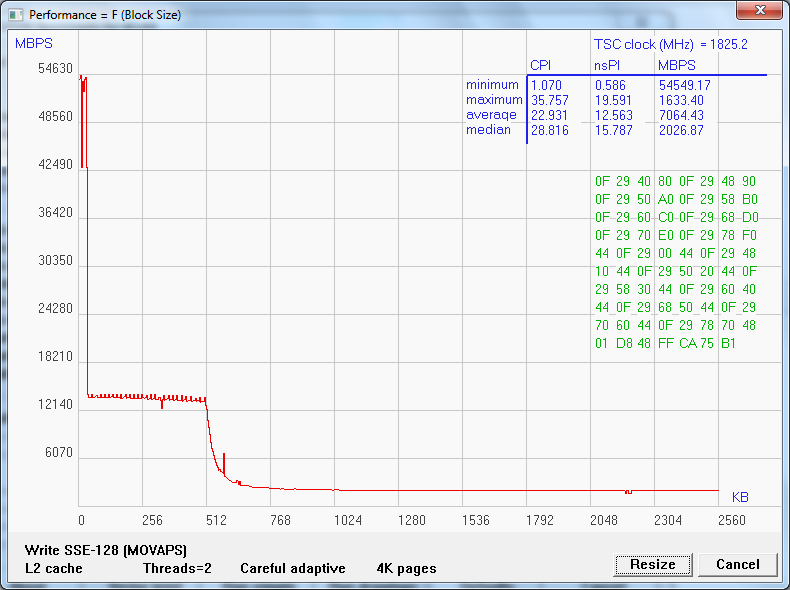 Performance = F (Block Size)
MBPS
TSC clock (MHz) = 1825.2
CPI nsPI MBPS
minimum 1.070 0.586 54549.17
maximum 35.757 19.591 1633.40
average 22.931 12.563 7064.43
median 28.816 15.787 2026.87
54630
48560
42490
36420
30350
24280
18210
12140
6070
0F 29 40 80 0F 29 48 90
0F 29 50 A0 0F 29 58 B0
0F 29 60 C0 0F 29 68 D0
0F 29 70 E0 0F 29 78 F0
44 0F 29 00 44 0F 29 48
10 44 0F 29 50 20 44 0F
29 58 30 44 0F 29 60 40
44 0F 29 68 50 44 0F 29
70 60 44 0F 29 78 70 48
01 D8 48 FF CA 75 B1
KB
0 256 512 768 1024 1280 1536 1792 2048 2304 2560
Write SSE-128 (MOVAPS)
L2 cache Threads=2 Careful adaptive 4K pages
Resize Cancel